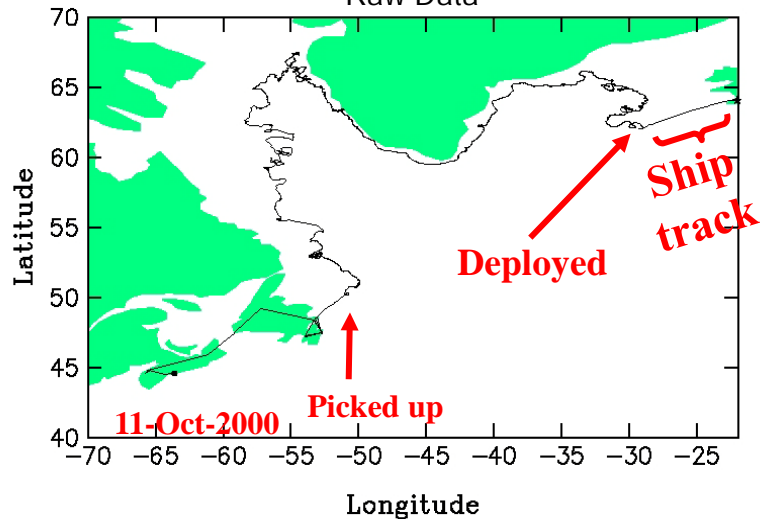 Raw Data
70
65
60
55
50
45
40
Latitude
Ship
track
Deployed
Picked up
11-Oct-2000
−70 −65 −60 −55 −50 −45 −40 −35 −30 −25
Longitude